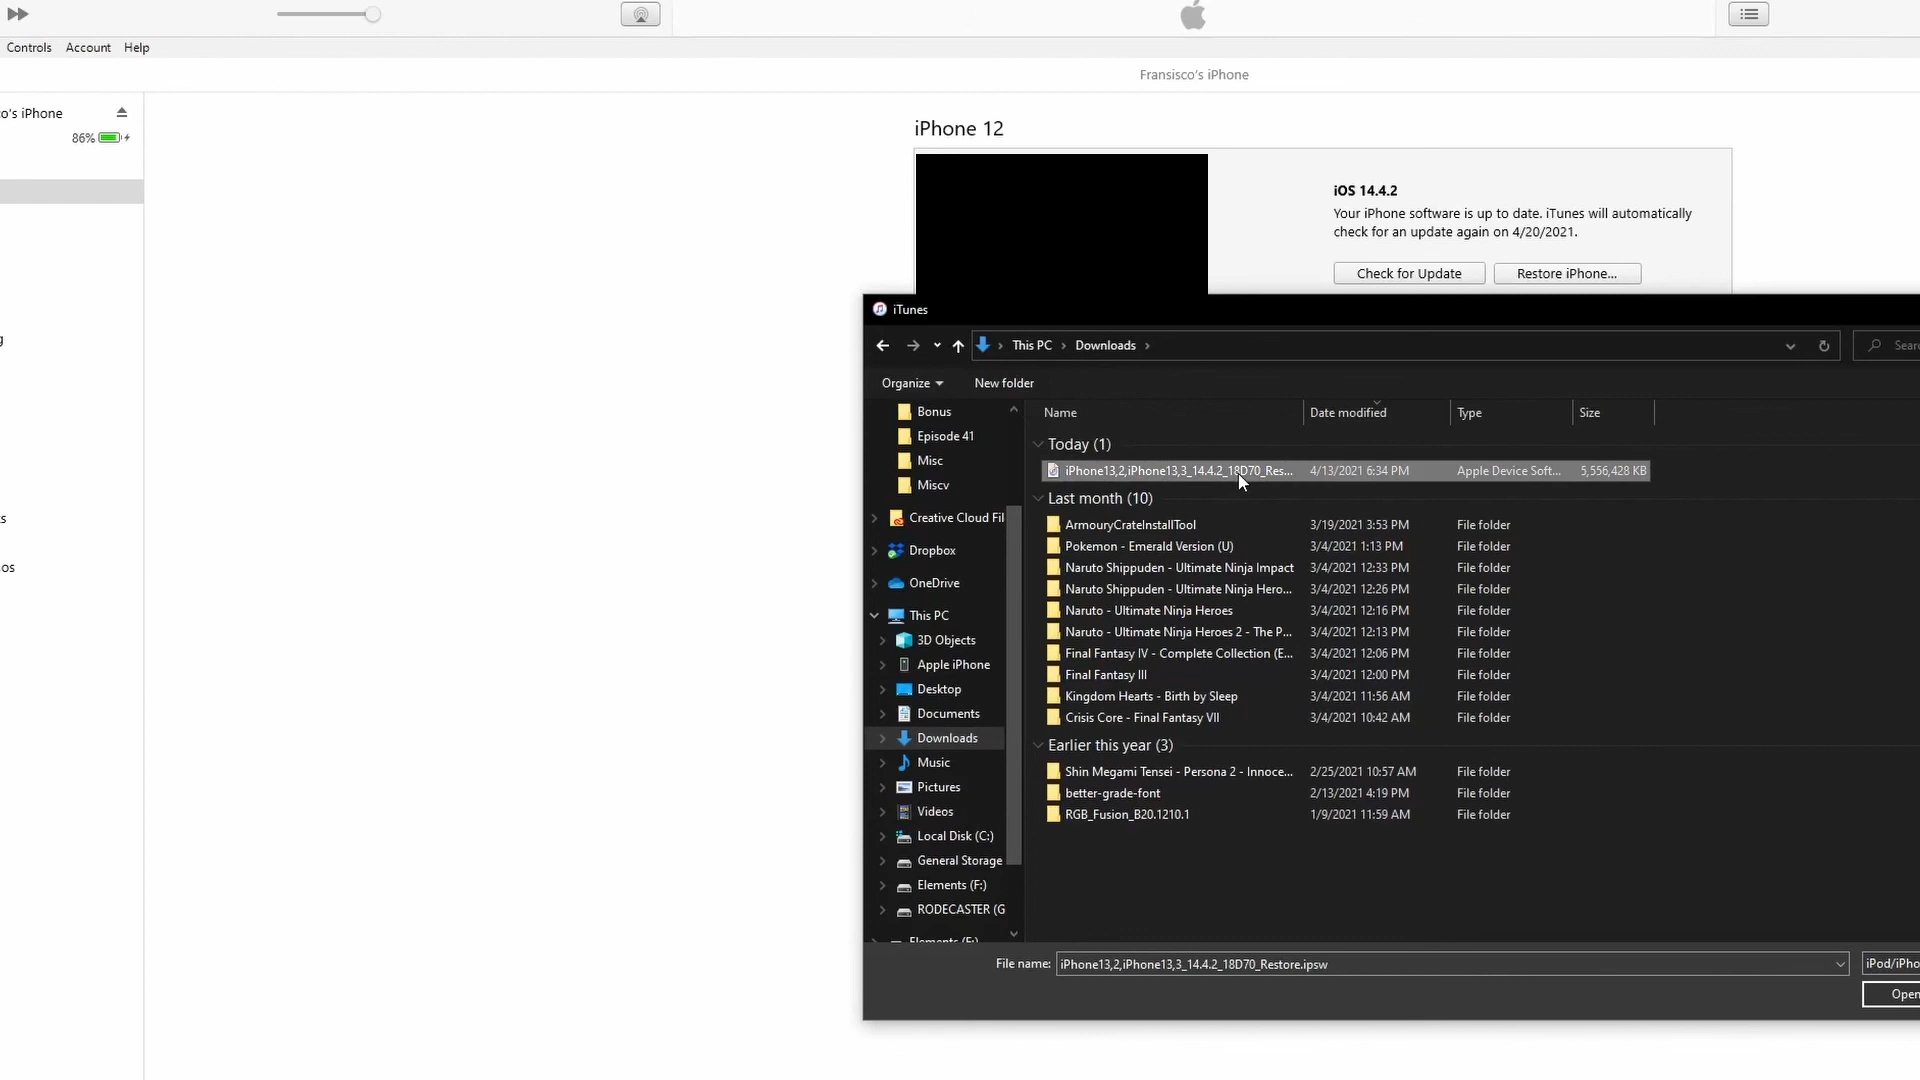 Controls Account Help
Fransisco's iPhone
o's iPhone
86%
iPhone 12
iOS 14.4.2
Your iPhone software is up to date. iTunes will automatically
check for an update again on 4/20/2021.
Check for Update Restore iPhone...
iTunes
This PC Downloads
Sear
Organize New folder
Bonus
Episode 41
Misc
Miscv
Creative Cloud Fil
Dropbox
OneDrive
This PC
3D Objects
Apple iPhone
Desktop
Documents
Downloads
Music
Pictures
Videos
Local Disk (C:)
General Storage
Elements (F:)
RODECASTER (G
Elements (F:)
Name Date modified Type Size
Today (1)
iPhone13,2,iPhone13,3_14.4.2_18D70_Res... 4/13/2021 6:34 PM Apple Device Soft... 5,556,428 KB
Last month (10)
ArmouryCrateInstallTool 3/19/2021 3:53 PM File folder
Pokemon - Emerald Version (U) 3/4/2021 1:13 PM File folder
Naruto Shippuden - Ultimate Ninja Impact 3/4/2021 12:33 PM File folder
Naruto Shippuden - Ultimate Ninja Hero... 3/4/2021 12:26 PM File folder
Naruto - Ultimate Ninja Heroes 3/4/2021 12:16 PM File folder
Naruto - Ultimate Ninja Heroes 2 - The P... 3/4/2021 12:13 PM File folder
Final Fantasy IV - Complete Collection (E... 3/4/2021 12:06 PM File folder
Final Fantasy III 3/4/2021 12:00 PM File folder
Kingdom Hearts - Birth by Sleep 3/4/2021 11:56 AM File folder
Crisis Core - Final Fantasy VII 3/4/2021 10:42 AM File folder
Earlier this year (3)
Shin Megami Tensei - Persona 2 - Innoce... 2/25/2021 10:57 AM File folder
better-grade-font 2/13/2021 4:19 PM File folder
RGB_Fusion_B20.1210.1 1/9/2021 11:59 AM File folder
File name: iPhone13,2,iPhone13,3_14.4.2_18D70_Restore.ipsw
iPod/iPho
Open
g
s
os